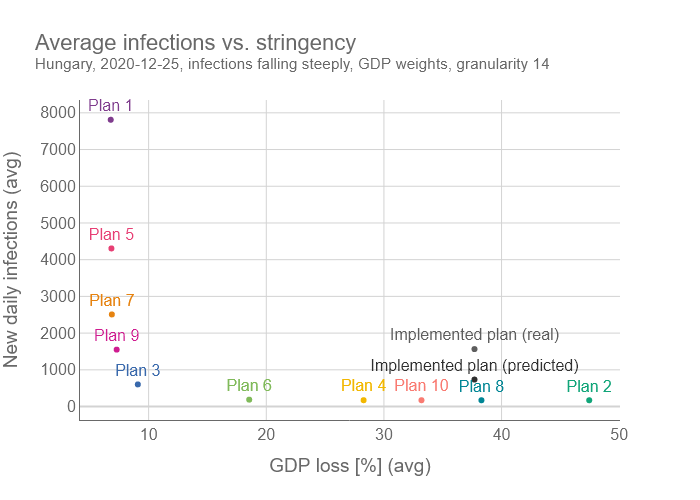 Average infections vs. stringency
Hungary, 2020-12-25, infections falling steeply, GDP weights, granularity 14
New daily infections (avg)
8000
7000
6000
5000
4000
3000
2000
1000
0
Plan 1
Plan 5
Plan 7
Plan 9
Implemented plan (real)
Plan 3
Implemented plan (predicted)
Plan 6
Plan 4
Plan 10
Plan 8
Plan 2
10
20
30
40
50
GDP loss [%] (avg)